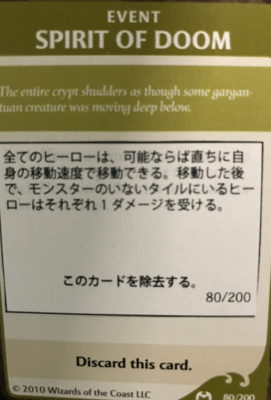 EVENT
SPIRIT OF DOOM
The entire crypt shudders as though some gargan-
tuan creature was moving deep below.
全てのヒーローは、可能ならば直ちに自
身の移動速度で移動できる。移動した後
で、モンスターのいないタイルにいるヒー
ローはそれぞれ1ダメージを受ける。
このカードを除去する。
80/200
Discard this card.
© 2010 Wizards of the Coast LLC
80/200